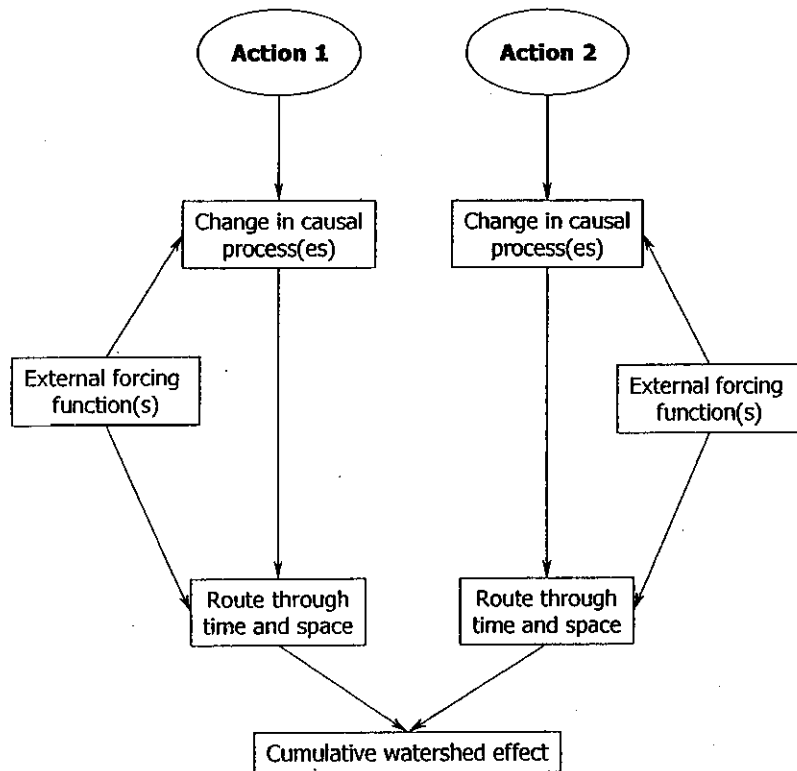 Action 1
Action 2
Change in causal
process(es)
Change in causal
process(es)
External forcing
function(s)
External forcing
function(s)
Route through
time and space
Route through
time and space
Cumulative watershed effect